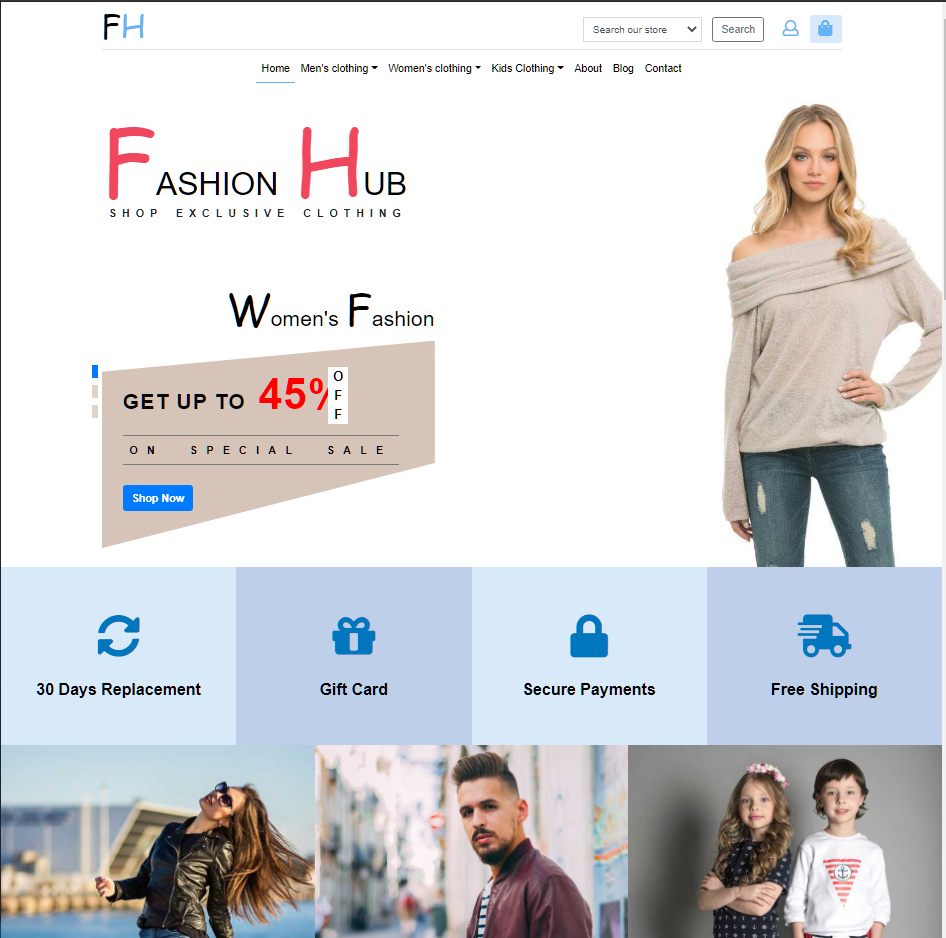 FH
Search our store
Search
Home Men's clothing Women's clothing Kids Clothing About Blog Contact
FASHION HUB
SHOP EXCLUSIVE CLOTHING
Women's Fashion
GET UP TO 45% OFF
ON SPECIAL SALE
Shop Now
30 Days Replacement
Gift Card
Secure Payments
Free Shipping